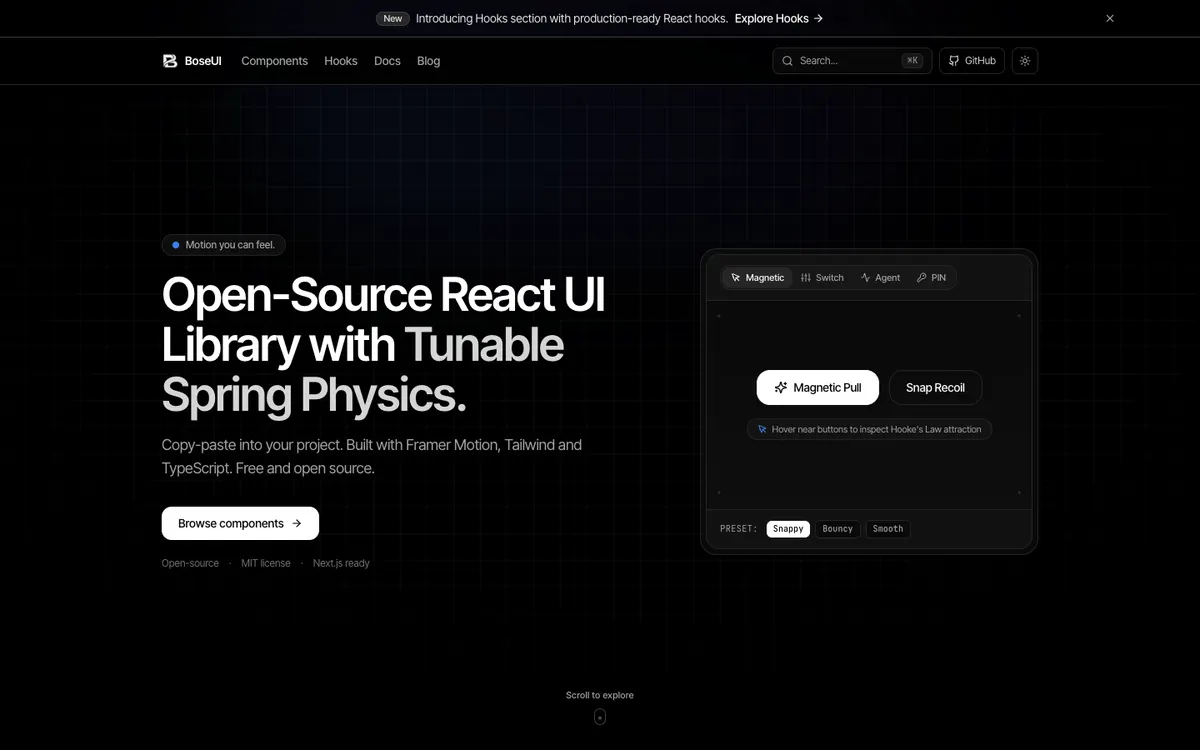 New Introducing Hooks section with production-ready React hooks. Explore Hooks →
BoseUI Components Hooks Docs Blog Search... ⌘K GitHub
Motion you can feel.
Open-Source React UI
Library with Tunable
Spring Physics.
Copy-paste into your project. Built with Framer Motion, Tailwind and
TypeScript. Free and open source.
Browse components →
Open-source · MIT license · Next.js ready
Magnetic Switch Agent PIN
Magnetic Pull Snap Recoil
Hover near buttons to inspect Hooke's Law attraction
PRESET: Snappy Bouncy Smooth
Scroll to explore